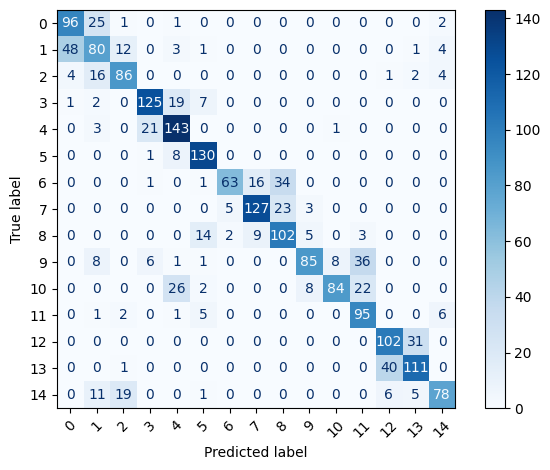 0 96 25 1 0 1 0 0 0 0 0 0 0 0 0 2
1 48 80 12 0 3 1 0 0 0 0 0 0 0 1 4
2 4 16 86 0 0 0 0 0 0 0 0 0 1 2 4
3 1 2 0 125 19 7 0 0 0 0 0 0 0 0 0
4 0 3 0 21 143 0 0 0 0 0 1 0 0 0 0
5 0 0 0 1 8 130 0 0 0 0 0 0 0 0 0
6 0 0 0 1 0 1 63 16 34 0 0 0 0 0 0
7 0 0 0 0 0 0 5 127 23 3 0 0 0 0 0
8 0 0 0 0 0 14 2 9 102 5 0 3 0 0 0
9 0 8 0 6 1 1 0 0 0 85 8 36 0 0 0
10 0 0 0 0 26 2 0 0 0 8 84 22 0 0 0
11 0 1 2 0 1 5 0 0 0 0 0 95 0 0 6
12 0 0 0 0 0 0 0 0 0 0 0 0 102 31 0
13 0 0 1 0 0 0 0 0 0 0 0 0 40 111 0
14 0 11 19 0 0 1 0 0 0 0 0 0 6 5 78
0 1 2 3 4 5 6 7 8 9 10 11 12 13 14
Predicted label
True label
140
120
100
80
60
40
20
0